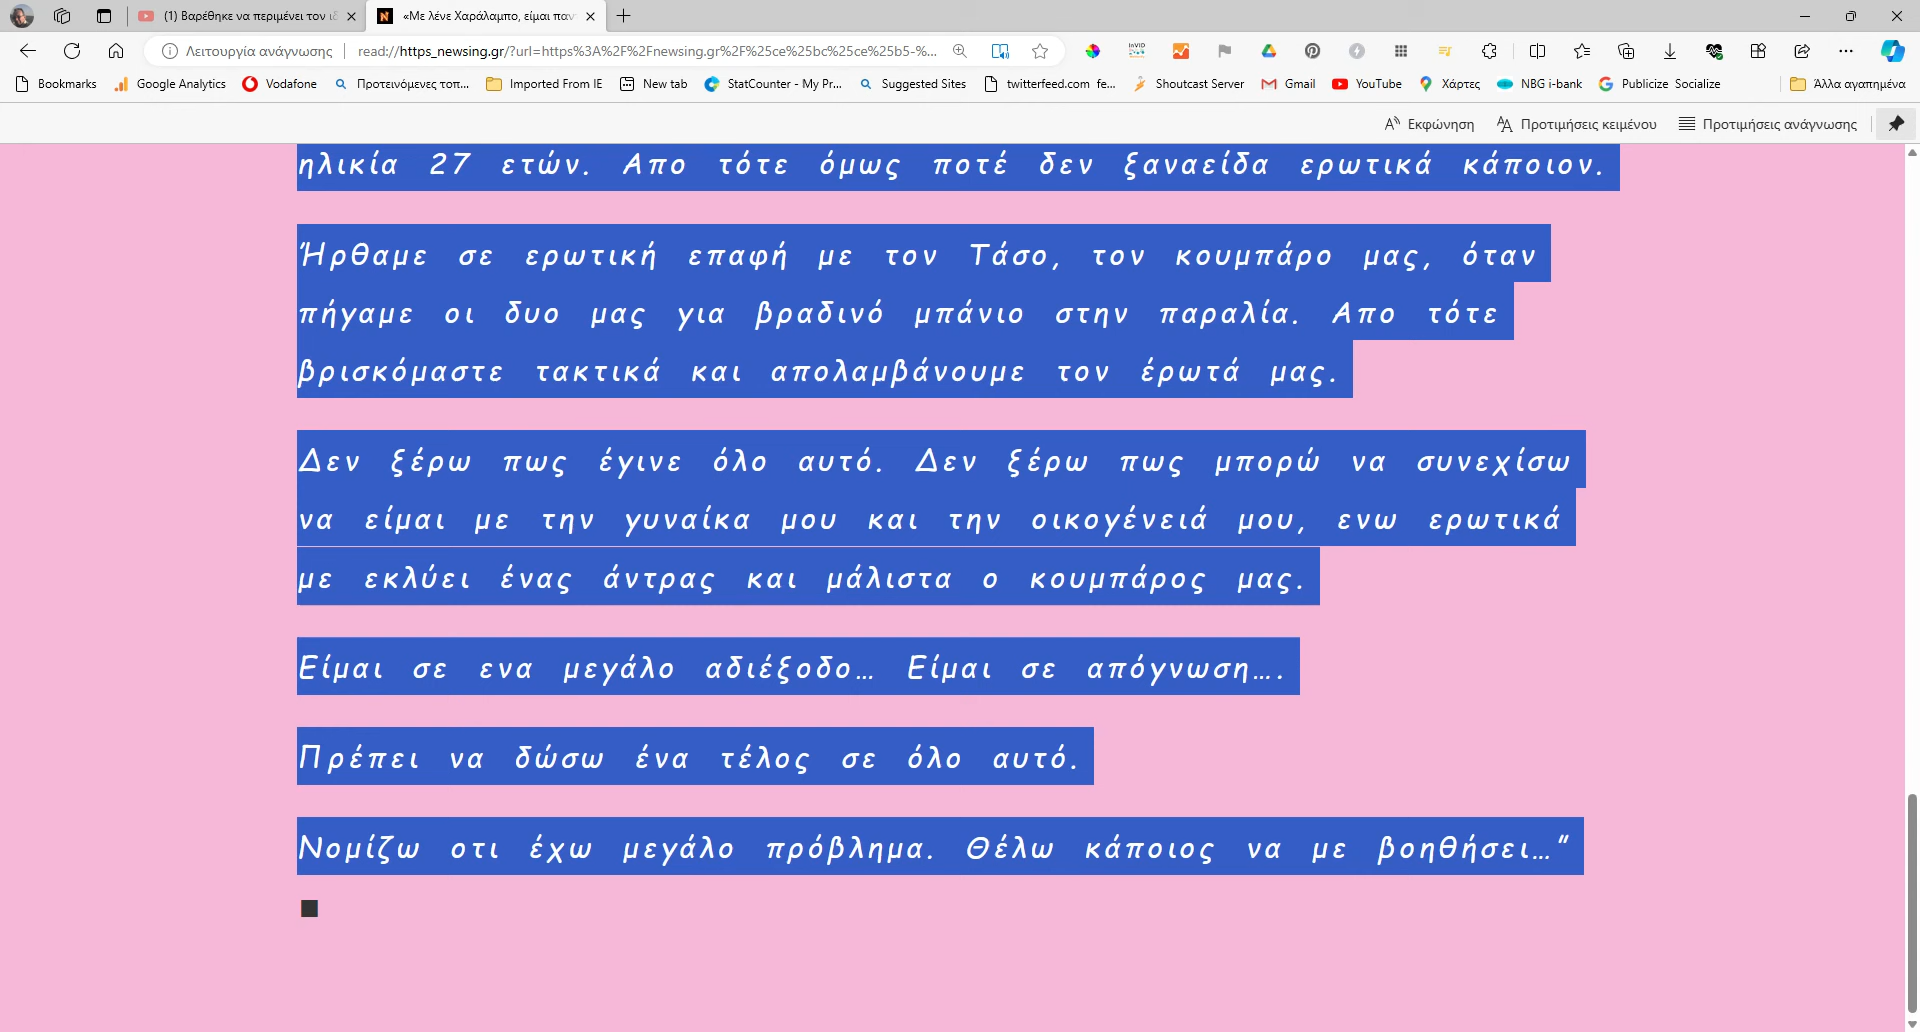 (1) Βαρέθηκε να περιμένει τον ιδ
«Με λένε Χαράλαμπο, είμαι παν
Λειτουργία ανάγνωσης
read://https_newsing.gr/?url=https%3A%2F%2Fnewsing.gr%2F%25ce%25bc%25ce%25b5-%...
Bookmarks
Google Analytics
Vodafone
Προτεινόμενες τοπ...
Imported From IE
New tab
StatCounter - My Pr...
Suggested Sites
twitterfeed.com fe...
Shoutcast Server
Gmail
YouTube
Χάρτες
NBG i-bank
Publicize Socialize
Άλλα αγαπημένα
Εκφώνηση
Προτιμήσεις κειμένου
Προτιμήσεις ανάγνωσης
ηλικία 27 ετών. Απο τότε όμως ποτέ δεν ξαναείδα ερωτικά κάποιον.
Ήρθαμε σε ερωτική επαφή με τον Τάσο, τον κουμπάρο μας, όταν
πήγαμε οι δυο μας για βραδινό μπάνιο στην παραλία. Απο τότε
βρισκόμαστε τακτικά και απολαμβάνουμε τον έρωτά μας.
Δεν ξέρω πως έγινε όλο αυτό. Δεν ξέρω πως μπορώ να συνεχίσω
να είμαι με την γυναίκα μου και την οικογένειά μου, ενω ερωτικά
με εκλύει ένας άντρας και μάλιστα ο κουμπάρος μας.
Είμαι σε ενα μεγάλο αδιέξοδο... Είμαι σε απόγνωση....
Πρέπει να δώσω ένα τέλος σε όλο αυτό.
Νομίζω οτι έχω μεγάλο πρόβλημα. Θέλω κάποιος να με βοηθήσει..."